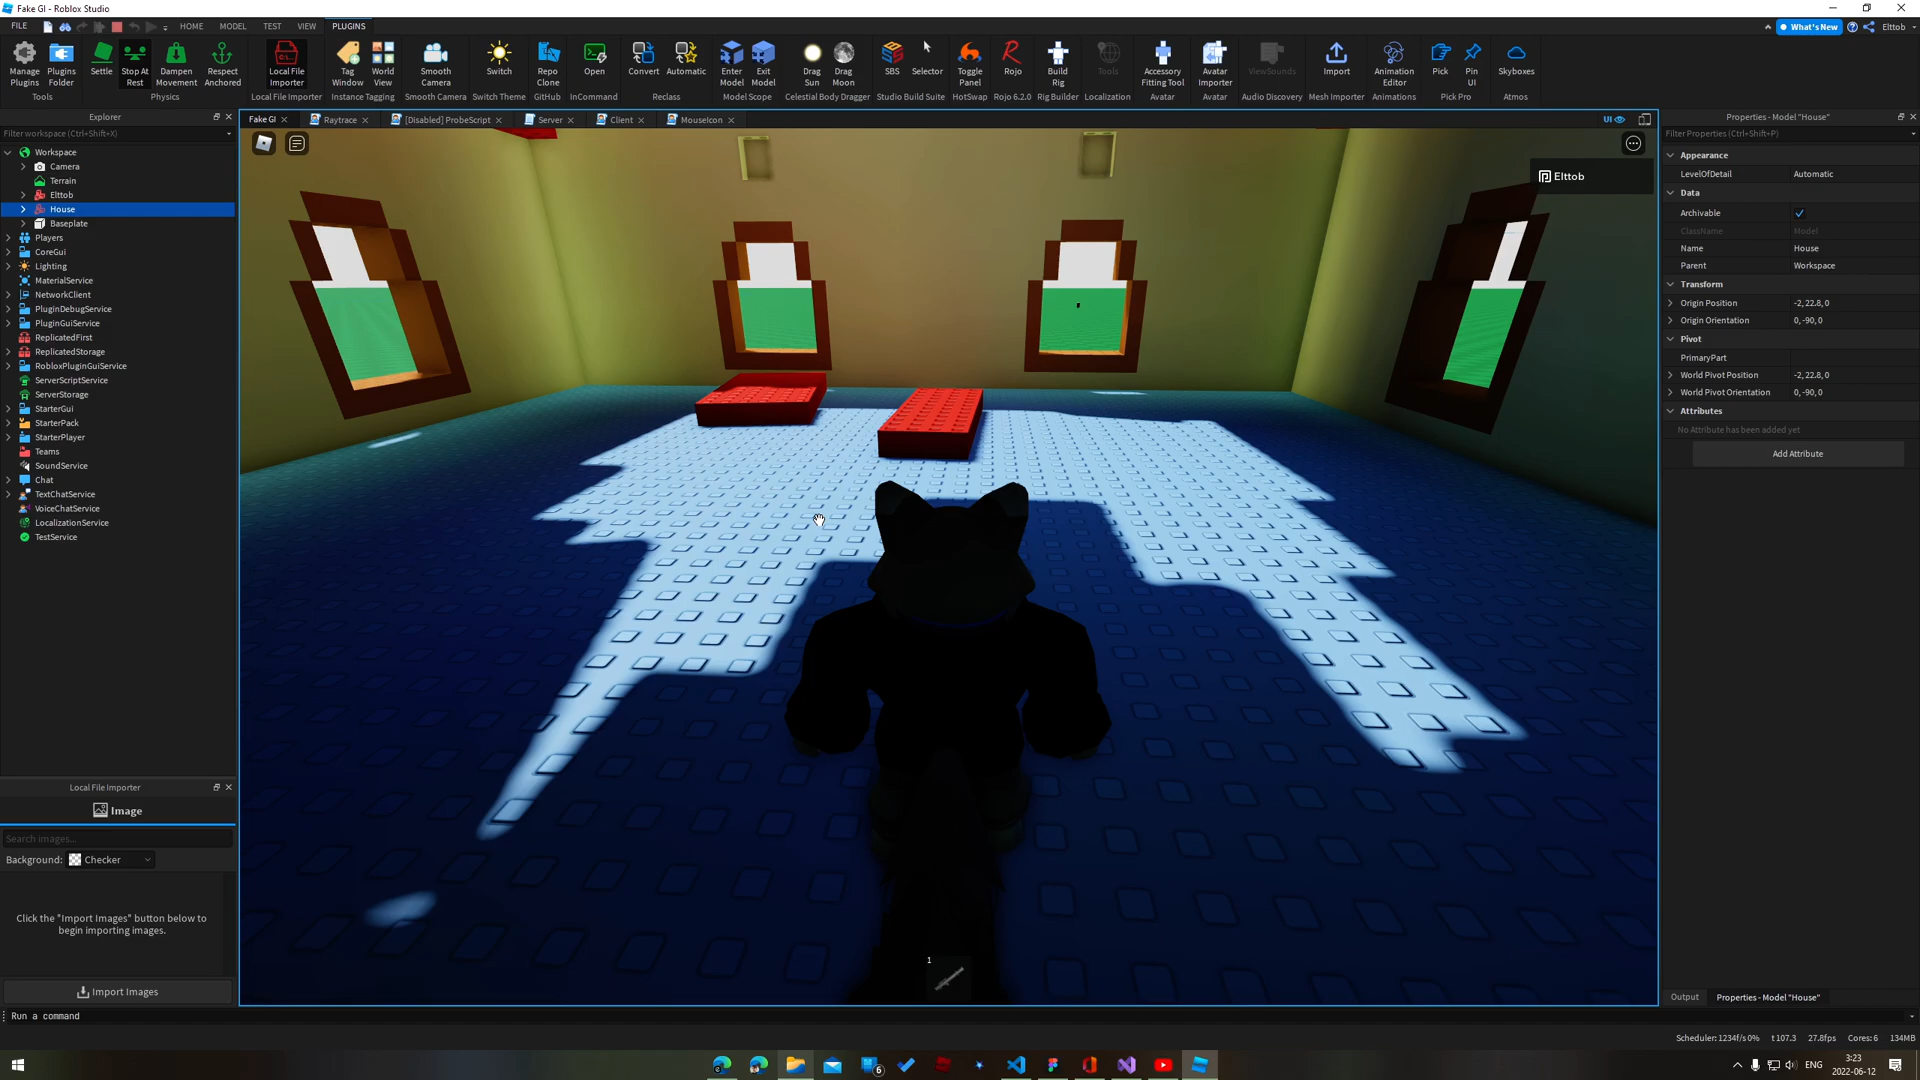 Fake GI - Roblox Studio
FILE
HOME
MODEL
TEST
VIEW
PLUGINS
What's New
Elttob
Manage Plugins
Plugins Folder
Tools
Settle
Stop At Rest
Dampen Movement
Respect Anchored
Physics
Local File Importer
Local File Importer
Tag Window
World View
Instance Tagging
Smooth Camera
Smooth Camera
Switch
Switch Theme
Repo Clone
GitHub
Open
InCommand
Convert
Automatic
Reclass
Enter Model
Exit Model
Model Scope
Drag Sun
Drag Moon
Celestial Body Dragger
SBS
Selector
Studio Build Suite
Toggle Panel
HotSwap
Rojo
Rojo 6.2.0
Build Rig
Rig Builder
Tools
Localization
Accessory Fitting Tool
Avatar
Avatar Importer
Avatar
ViewSounds
Audio Discovery
Import
Mesh Importer
Animation Editor
Animations
Pick
Pin UI
Pick Pro
Skyboxes
Atmos
Explorer
Filter workspace (Ctrl+Shift+X)
Workspace
Camera
Terrain
Elttob
House
Baseplate
Players
CoreGui
Lighting
MaterialService
NetworkClient
PluginDebugService
PluginGuiService
ReplicatedFirst
ReplicatedStorage
RobloxPluginGuiService
ServerScriptService
ServerStorage
StarterGui
StarterPack
StarterPlayer
Teams
SoundService
Chat
TextChatService
VoiceChatService
LocalizationService
TestService
Local File Importer
Image
Search images...
Background: Checker
Click the "Import Images" button below to
begin importing images.
Import Images
Run a command
Fake GI
Raytrace
[Disabled] ProbeScript
Server
Client
MouseIcon
UI
Elttob
1
Properties - Model "House"
Filter Properties (Ctrl+Shift+P)
Appearance
LevelOfDetail Automatic
Data
Archivable
ClassName Model
Name House
Parent Workspace
Transform
Origin Position -2, 22.8, 0
Origin Orientation 0, -90, 0
Pivot
PrimaryPart
World Pivot Position -2, 22.8, 0
World Pivot Orientation 0, -90, 0
Attributes
No Attribute has been added yet
Add Attribute
Output
Properties - Model "House"
Scheduler: 1234f/s 0% t 107.3 27.8fps Cores: 6 134MB
6
ENG
3:23
2022-06-12